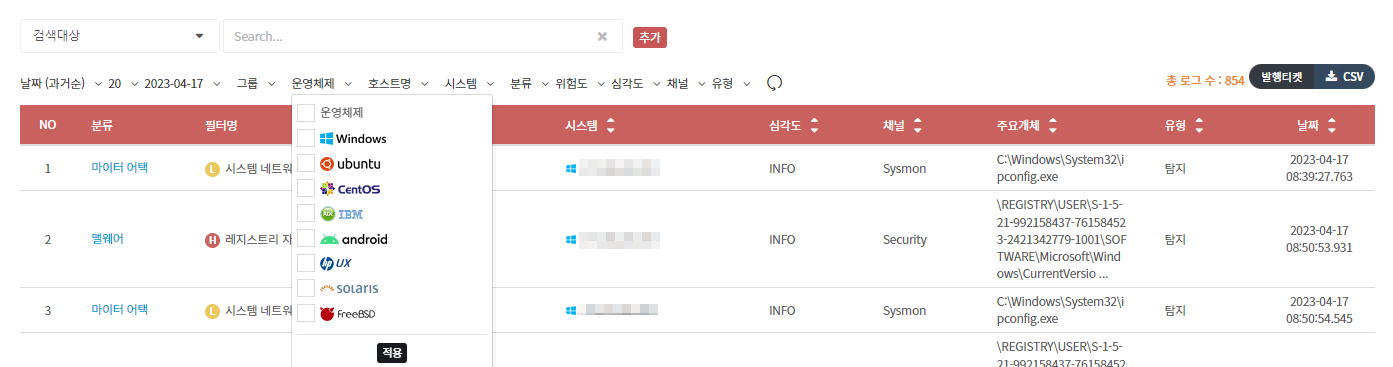 검색대상
Search...
추가
날짜 (과거순) 20 2023-04-17 그룹 운영체제 호스트명 시스템 분류 위험도 심각도 채널 유형
총 로그 수 : 854
발행티켓 CSV
NO 분류 필터명 시스템 심각도 채널 주요개체 유형 날짜
운영체제
Windows
ubuntu
CentOS
AIX IBM
android
hp UX
solaris
FreeBSD
적용
1 마이터 어택 L 시스템 네트워 INFO Sysmon
C:\Windows\System32\i
pconfig.exe
탐지
2023-04-17
08:39:27.763
2 맬웨어 H 레지스트리 자 INFO Security
\REGISTRY\USER\S-1-5-
21-992158437-76158452
3-2421342779-1001\SOF
TWARE\Microsoft\Wind
ows\CurrentVersio ...
탐지
2023-04-17
08:50:53.931
3 마이터 어택 L 시스템 네트워 INFO Sysmon
C:\Windows\System32\i
pconfig.exe
탐지
2023-04-17
08:50:54.545
\REGISTRY\USER\S-1-5-
21-992158437-76158452